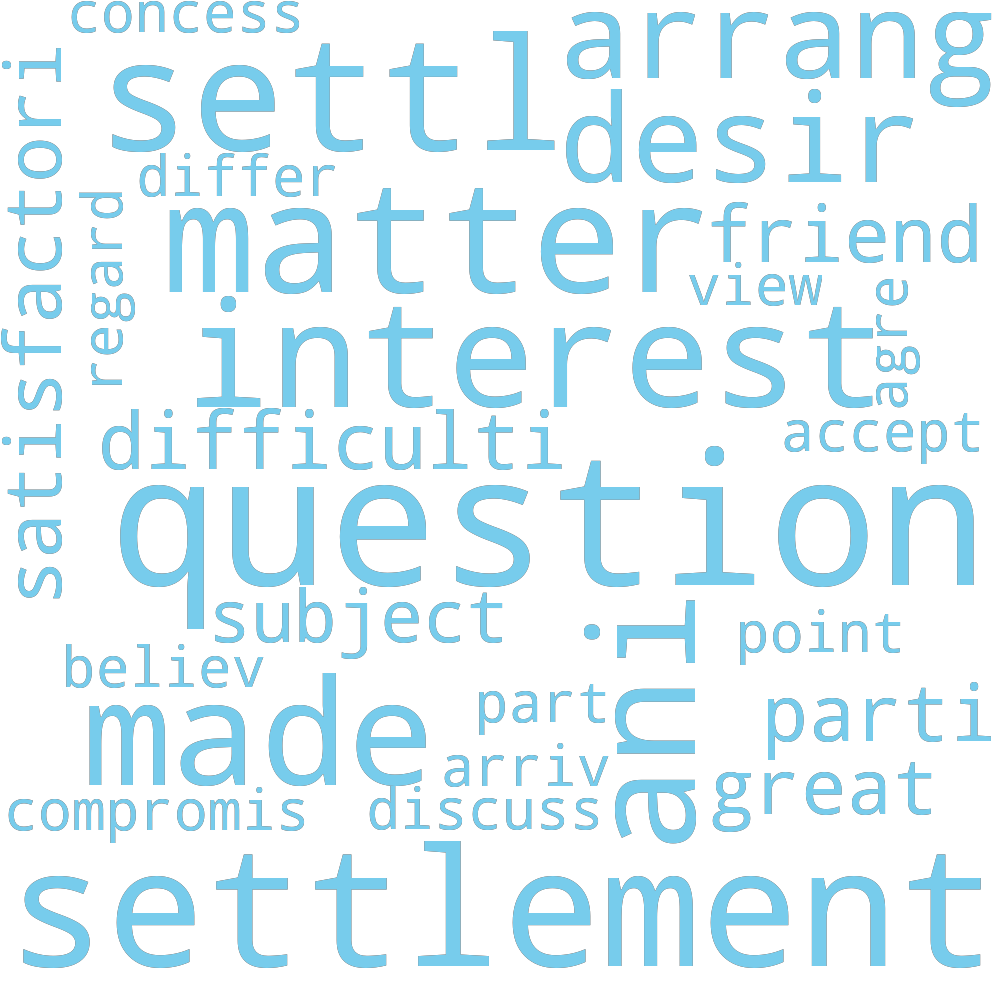 concess
arrang
settl
satisfactori
desir
differ
regard
matter
friend
view
interest
agre
difficulti
accept
question
subject
ani
point
believ
made
part
parti
arriv
great
compromis
discuss
settlement